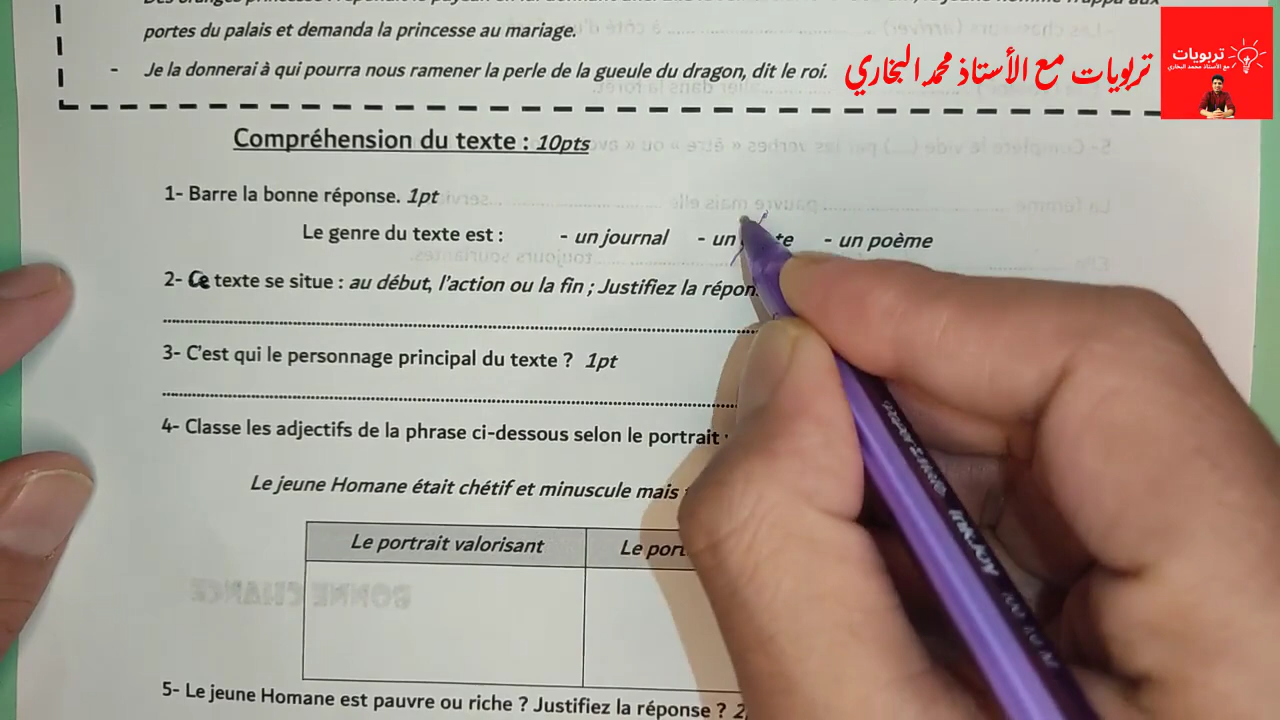 portes du palais et demanda la princesse au mariage.
- Je la donnerai à qui pourra nous ramener la perle de la gueule du dragon, dit le roi.
تربويات مع الأستاذ محمد البخاري
تربويات
مع الأستاذ محمد البخاري
Compréhension du texte : 10pts
1- Barre la bonne réponse. 1pt
Le genre du texte est : - un journal - un - un poème
2- Ce texte se situe : au début, l'action ou la fin ; Justifiez la
3- C'est qui le personnage principal du texte ? 1pt
4- Classe les adjectifs de la phrase ci-dessous selon le portrait
Le jeune Homane était chétif et minuscule mais
Le portrait valorisant Le
5- Le jeune Homane est pauvre ou riche ? Justifiez la réponse ? 2
InkJoy